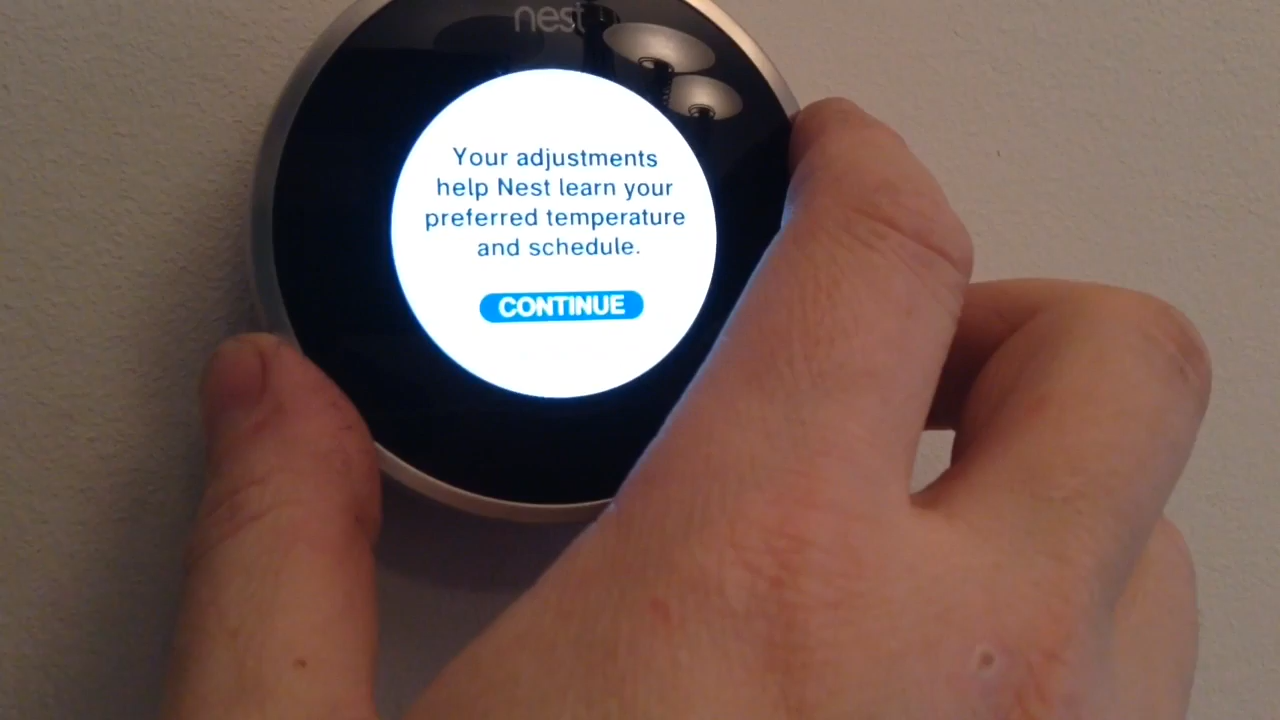 nest
Your adjustments
help Nest learn your
preferred temperature
and schedule.
CONTINUE